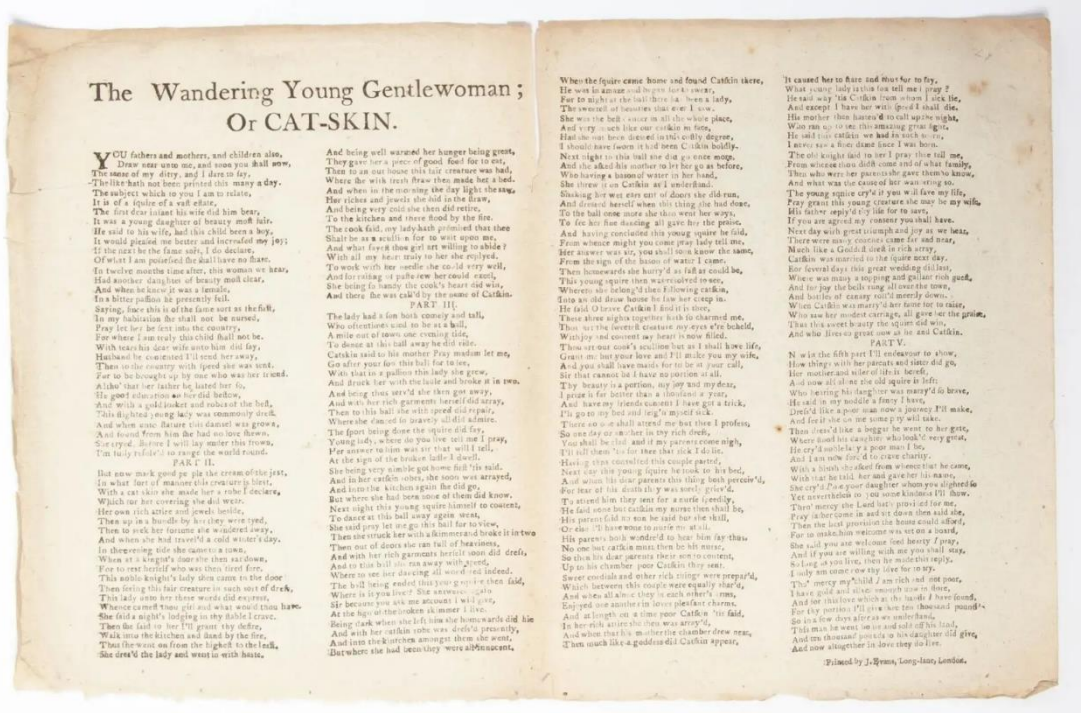 The Wandering Young Gentlewoman;
Or CAT-SKIN.
YOU fathers and mothers, and children also,
Draw near unto me, and soon you shall now,
The sense of my ditty, and I dare to say,
The like hath not been printed this many a day.
The subject which to you I am to relate,
It is of a squire of a vast estate,
The first dear infant his wife did him bear,
It was a young daughter of beauty most fair.
He said to his wife, had this child been a boy,
It would pleased me better and increased my joy;
If the next be the same sort, I do declare,
Of what I am possessed she shall have no share.
In twelve months time after, this woman we hear,
Had another daughter of beauty most clear,
And when he knew it was a female,
In a bitter passion he presently fell.
Saying, since this is of the same sort as the first,
In my habitation she shall not be nursed,
Pray let her be sent into the country,
For where I am truly this child shall not be.
With tears his dear wife unto him did say,
Husband be contented I'll send her away,
Then to the country with speed she was sent,
For to be brought up by one who was her friend.
Altho' that her father he hated her so,
He good education on her did bestow,
And with a gold locket and robes of the best,
This slighted young lady was commonly drest.
And when unto stature this damsel was grown,
And found from him she had no love shown,
She cryed, Before I will lay under this frown,
I'm fully resolv'd to range the world round.
PART II.
But now mark good people the cream of the jest,
In what sort of manner this creature is blest,
With a cat skin she made her a robe I declare,
Which for her covering she did wear.
Her own rich attire and jewels beside,
Then up in a bundle by her they were tyed,
Then to seek her fortune she wandered away,
And when she had travel'd a cold winter's day.
In the evening tide she came to a town,
When at a knight's door she then sat down,
For to rest herself who was then tired sore,
This noble knight's lady then came to the door
Then seeing this fair creature in such sort of dress,
This lady unto her these words did express,
Whence camest thou girl and what would thou have.
She said a night's lodging in thy stable I crave.
Then she said to her I'll grant thy desire,
Walk into the kitchen and stand by the fire,
Thus she went on from the highest to the lest,
She dres'd the lady and went in with heste.
And being well warmed her hunger being great,
They gave her a piece of good food for to eat,
Then to an out house this fair creature was had,
Where she with fresh straw then made her a bed.
And when in the morning the day light she saw,
Her riches and jewels she hid in the straw,
And being very cold she then did retire,
To the kitchen and there stood by the fire.
The cook said, my lady hath promised that thou
Shalt be as a scullion for to wait upon me,
And what sayest thou girl art willing to abide?
With all my heart truly to her she replyed.
To work with her needle she could very well,
And for raising of paste few her could excel,
She being so handy the cook's heart did win,
And there she was call'd by the name of Catskin.
PART III.
The lady had a son both comely and tall,
Who oftentimes used to be at a ball,
A mile out of town one evening tide,
To dance at this ball away he did ride.
Catskin said to his mother Pray madam let me,
Go after your son this ball for to see,
With that in a passion this lady she grew,
And struck her with the ladle and broke it in two.
And being thus serv'd she then got away,
And with her rich garments herself did array,
Then to this ball she with speed did repair,
Where she danced so bravely all did admire.
The sport being done the squire did say,
Young lady, where do you live tell me I pray,
Her answer to him was sir that will I tell,
At the sign of the broken ladle I dwell.
She being very nimble got home first 'tis said.
And in her catskin robes, she soon was arrayed,
And into the kitchen again she did go,
But where she had been none of them did know.
Next night this young squire himself to content,
To dance at this ball away again went,
She said pray let me go this ball for to view,
Then she struck her with a skimmer and broke it in two
Then out of doors she ran full of heaviness,
And with her rich garments herself soon did dress,
And to this ball she ran away with speed,
Where to see her dancing all wondered indeed.
The ball being ended this young squire then said,
Where is it you live? She answered again
Sir because you ask me account I will give,
At the sign of the broken skimmer I live.
Being dark when she left him she homewards did hie
And with her catskin robe was dress'd presently,
And into the kitchen amongst them she went,
But where she had been they were all innocent.
When the squire came home and found Catskin there,
He was in amaze and began for to swear,
For to night at the ball there has been a lady,
The sweetest of beauties that ever I saw.
She was the best dancer in all the whole place,
And very much like our catskin in face,
Had she not been dressed in this costly degree,
I should have sworn it had been Catskin boldly.
Next night to this ball he did go once more,
And she asked his mother to let her go as before,
Who having a bason of water in her hand,
She threw it on Catskin as I understand.
Shaking his wet ears out of doors she did run,
And dressed herself when this thing she had done,
To the ball once more she then went her ways,
To see her fine dancing all gave her the praise.
And having concluded this young squire he said,
From whence might you come pray lady tell me,
Her answer was sir, you shall soon know the same,
From the sign of the bason of water I came.
Then homewards she hurry'd as fast as could be,
This young squire then was resolved to see,
Whereto she belong'd then following catskin,
Into an old straw house he saw her creep in.
He said O brave Catskin I find it is thee,
These three nights together hath so charmed me,
Thou art the sweetest creature my eyes e're beheld,
With joy and content my heart is now filled.
Thou art our cook's scullion but as I shall have life,
Grant me but your love and I'll make you my wife,
And you shall have maids for to be at your call,
Sir that cannot be I have no portion at all.
Thy beauty is a portion, my joy and my dear,
I prize it far better than a thousand a year,
And have my friends consent I have got a trick,
I'll go to my bed and feig'n myself sick.
There no one shall attend me but thee I profess,
So one day or another in thy rich dress,
You shall be clad and if my parents come nigh,
I'll tell them 'tis for thee that sick I do lie.
Having thus consulted this couple parted,
Next day this young squire he took to his bed,
And when his dear parents this thing both perceiv'd,
For fear of his death they was sorely griev'd.
To attend him they sent for a nurse speedily,
He said none but catskin my nurse then shall be,
His parents said no son he said her she shall,
Or else I'll have none to nurse me at all.
His parents both wonder'd to hear him say thus,
No one but catskin must then be his nurse,
So then his dear parents their son to content,
Up to his chamber poor Catskin they sent.
Sweet cordials and other rich things were prepar'd,
Which between this couple were equally shar'd,
And when all alone they in each other's arms,
Enjoyed one another in lover pleasant charms.
And at length on a time poor Catskin 'tis said,
In her rich attire she then was array'd,
And when that his mother the chamber drew near,
Then much like a goddess did Catskin appear,
It caused her to stare and thus for to say,
What young lady is this son tell me I pray?
He said why 'tis Catskin from whom I sick lie,
And except I have her with speed I shall die.
His mother then hasten'd to call up the night,
Who ran up to see this amazing great sight,
He said this catskin we had in such scorn,
I never saw a finer dame since I was born.
The old knight said to her I pray thee tell me,
From whence thou didst come and of what family,
Then who were her parents she gave them to know,
And what was the cause of her wandering so.
The young squire cry'd if you will save my life,
Pray grant this young creature she may be my wife,
His father reply'd thy life for to save,
If you are agreed my consent you shall have.
Next day with great triumph and joy as we hear,
There were many coaches came far and near,
Much like a Goddess drest in rich array,
Catskin was married to the squire next day.
For several days this great wedding did last,
Where was many a topping and gallant rich guest,
And for joy the bells rung all over the town,
And bottles of canary roll'd merrily down.
When Catskin was marry'd her fame for to raise,
Who saw her modest carriage, all gave her the praise,
That this sweet beauty the squire did win,
And who lives so great now as he and Catskin.
PART V.
N w in the fifth part I'll endeavour to show,
How things with her parents and sister did go,
Her mother and sister of life is bereft,
And now all alone the old squire is left;
Who hearing his daughter was marry'd so brave,
He said in my noddle a frency I have,
Dress'd like a poor man now a journey I'll make,
And see if she on me some pity will take.
Then dress'd like a beggar he went to her gate,
Where stood his daughter who look'd very great,
He cry'd noble lady a poor man I be,
And I am now forc'd to crave charity.
With a blush she asked from whence that he came,
With that he told her and gave her his name,
She cry'd I'm your daughter whom you slighted so
Yet nevertheless to you some kindness I'll show.
Thro' mercy the Lord hath provided for me,
Pray father come in and sit down then said she,
Then the best provision the house could afford,
For to make him welcome was set on a board,
She said you are welcome feed hearty I pray,
And if you are willing with me you shall stay,
So long as you live, then he made this reply,
I only am come now thy love for to try.
Tho' mercy my child I am rich and not poor,
I have gold and silver enough now in store,
And for this love which at thy hands I have found,
For thy portion I'll give thee ten thousand pounds
So in a few days after as we understand,
This man he went home and sold off his land,
And ten thousand pounds to his daughter did give,
And now altogether in love they do live.
Printed by J. Evans, Long-lane, London.